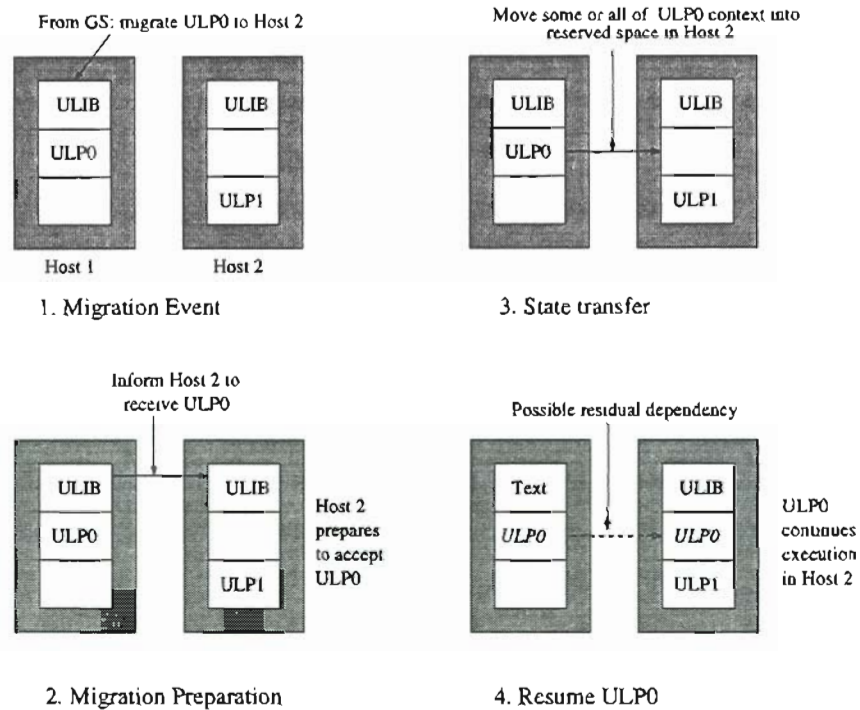 From GS: migrate ULP0 to Host 2
ULIB
ULP0
ULIB
ULP1
Host 1
Host 2
1. Migration Event
Move some or all of ULP0 context into
reserved space in Host 2
ULIB
ULP0
ULIB
ULP1
3. State transfer
Inform Host 2 to
receive ULP0
ULIB
ULP0
ULIB
ULP1
Host 2
prepares
to accept
ULP0
2. Migration Preparation
Possible residual dependency
Text
ULP0
ULIB
ULP0
ULP1
ULP0
continues
execution
in Host 2
4. Resume ULP0